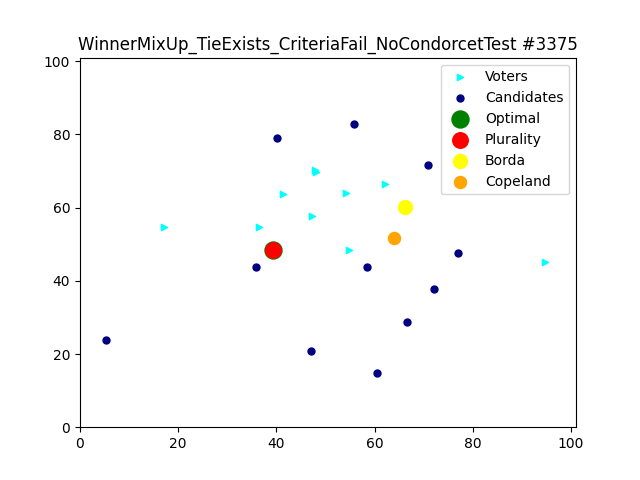 WinnerMixUp_TieExists_CriteriaFail_NoCondorcetTest #3375
Voters
Candidates
Optimal
Plurality
Borda
Copeland
100
80
60
40
20
0
0 20 40 60 80 100